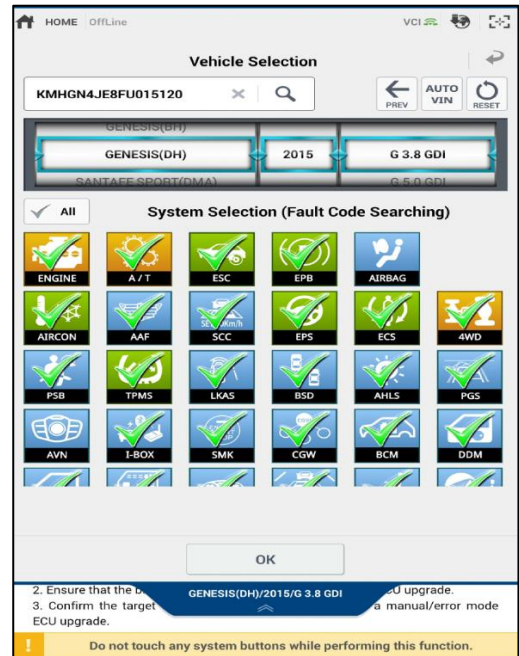 HOME OffLine VCI
Vehicle Selection
KMHGN4JE8FU015120 PREV AUTO VIN RESET
GENESIS(BH)
GENESIS(DH) 2015 G 3.8 GDI
SANTAFE SPORT(DMA) G 5.0 GDI
All System Selection (Fault Code Searching)
ENGINE A/T ESC EPB AIRBAG
AIRCON AAF SCC EPS ECS 4WD
PSB TPMS LKAS BSD AHLS PGS
AVN I-BOX SMK CGW BCM DDM
OK
2. Ensure that the GENESIS(DH)/2015/G 3.8 GDI ECU upgrade.
3. Confirm the target a manual/error mode
ECU upgrade.
! Do not touch any system buttons while performing this function.